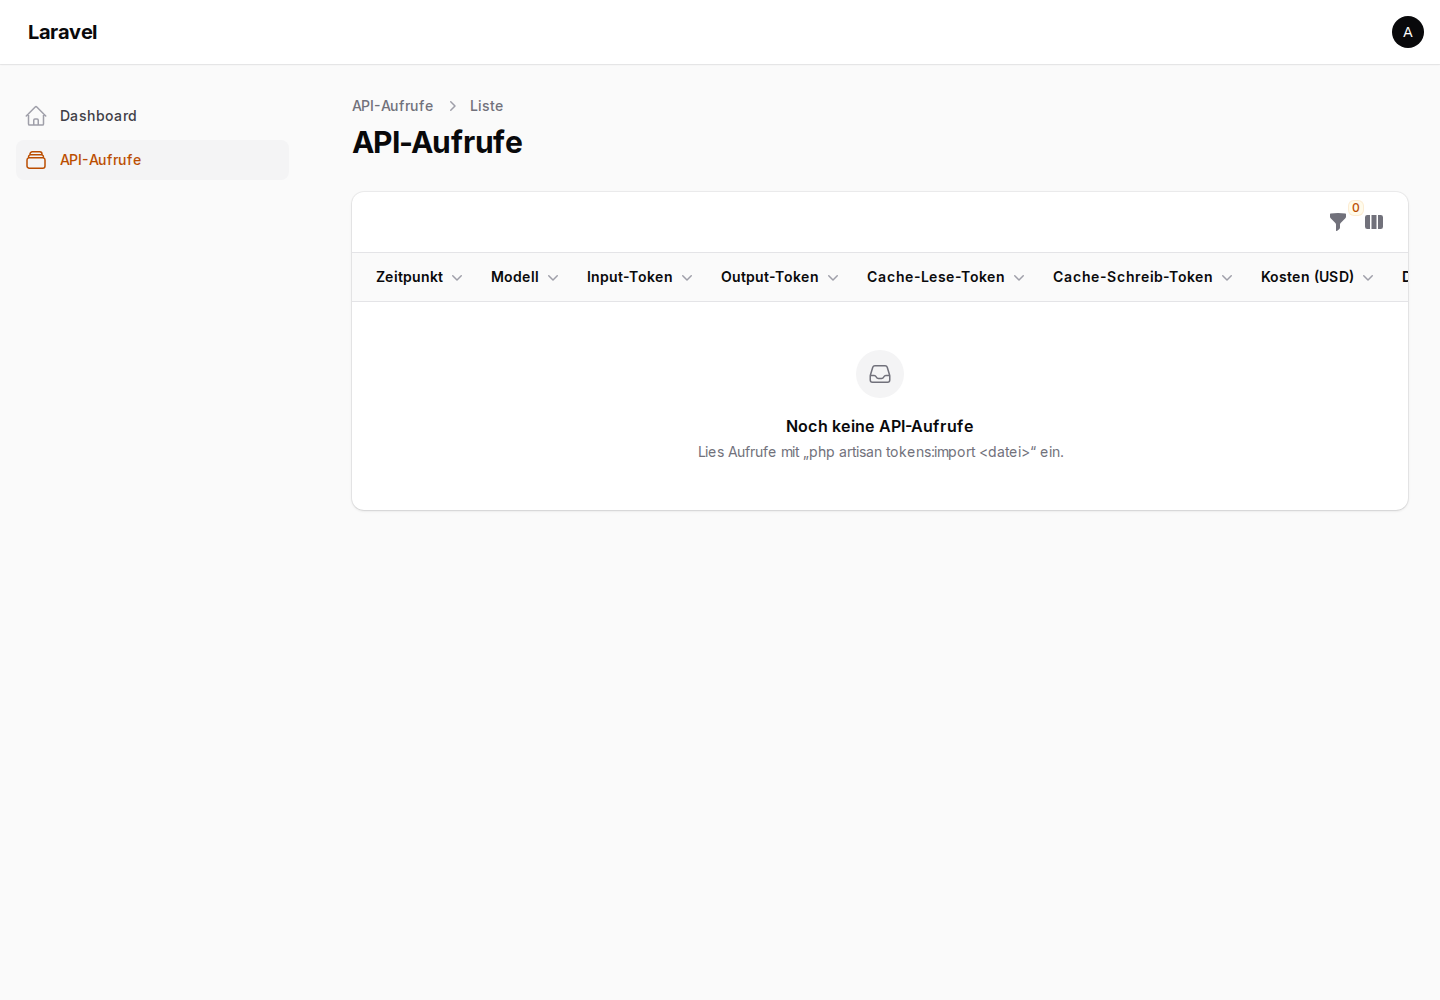 Laravel
A
Dashboard
API-Aufrufe
API-Aufrufe Liste
API-Aufrufe
0
Zeitpunkt Modell Input-Token Output-Token Cache-Lese-Token Cache-Schreib-Token Kosten (USD)
Noch keine API-Aufrufe
Lies Aufrufe mit „php artisan tokens:import <datei>“ ein.